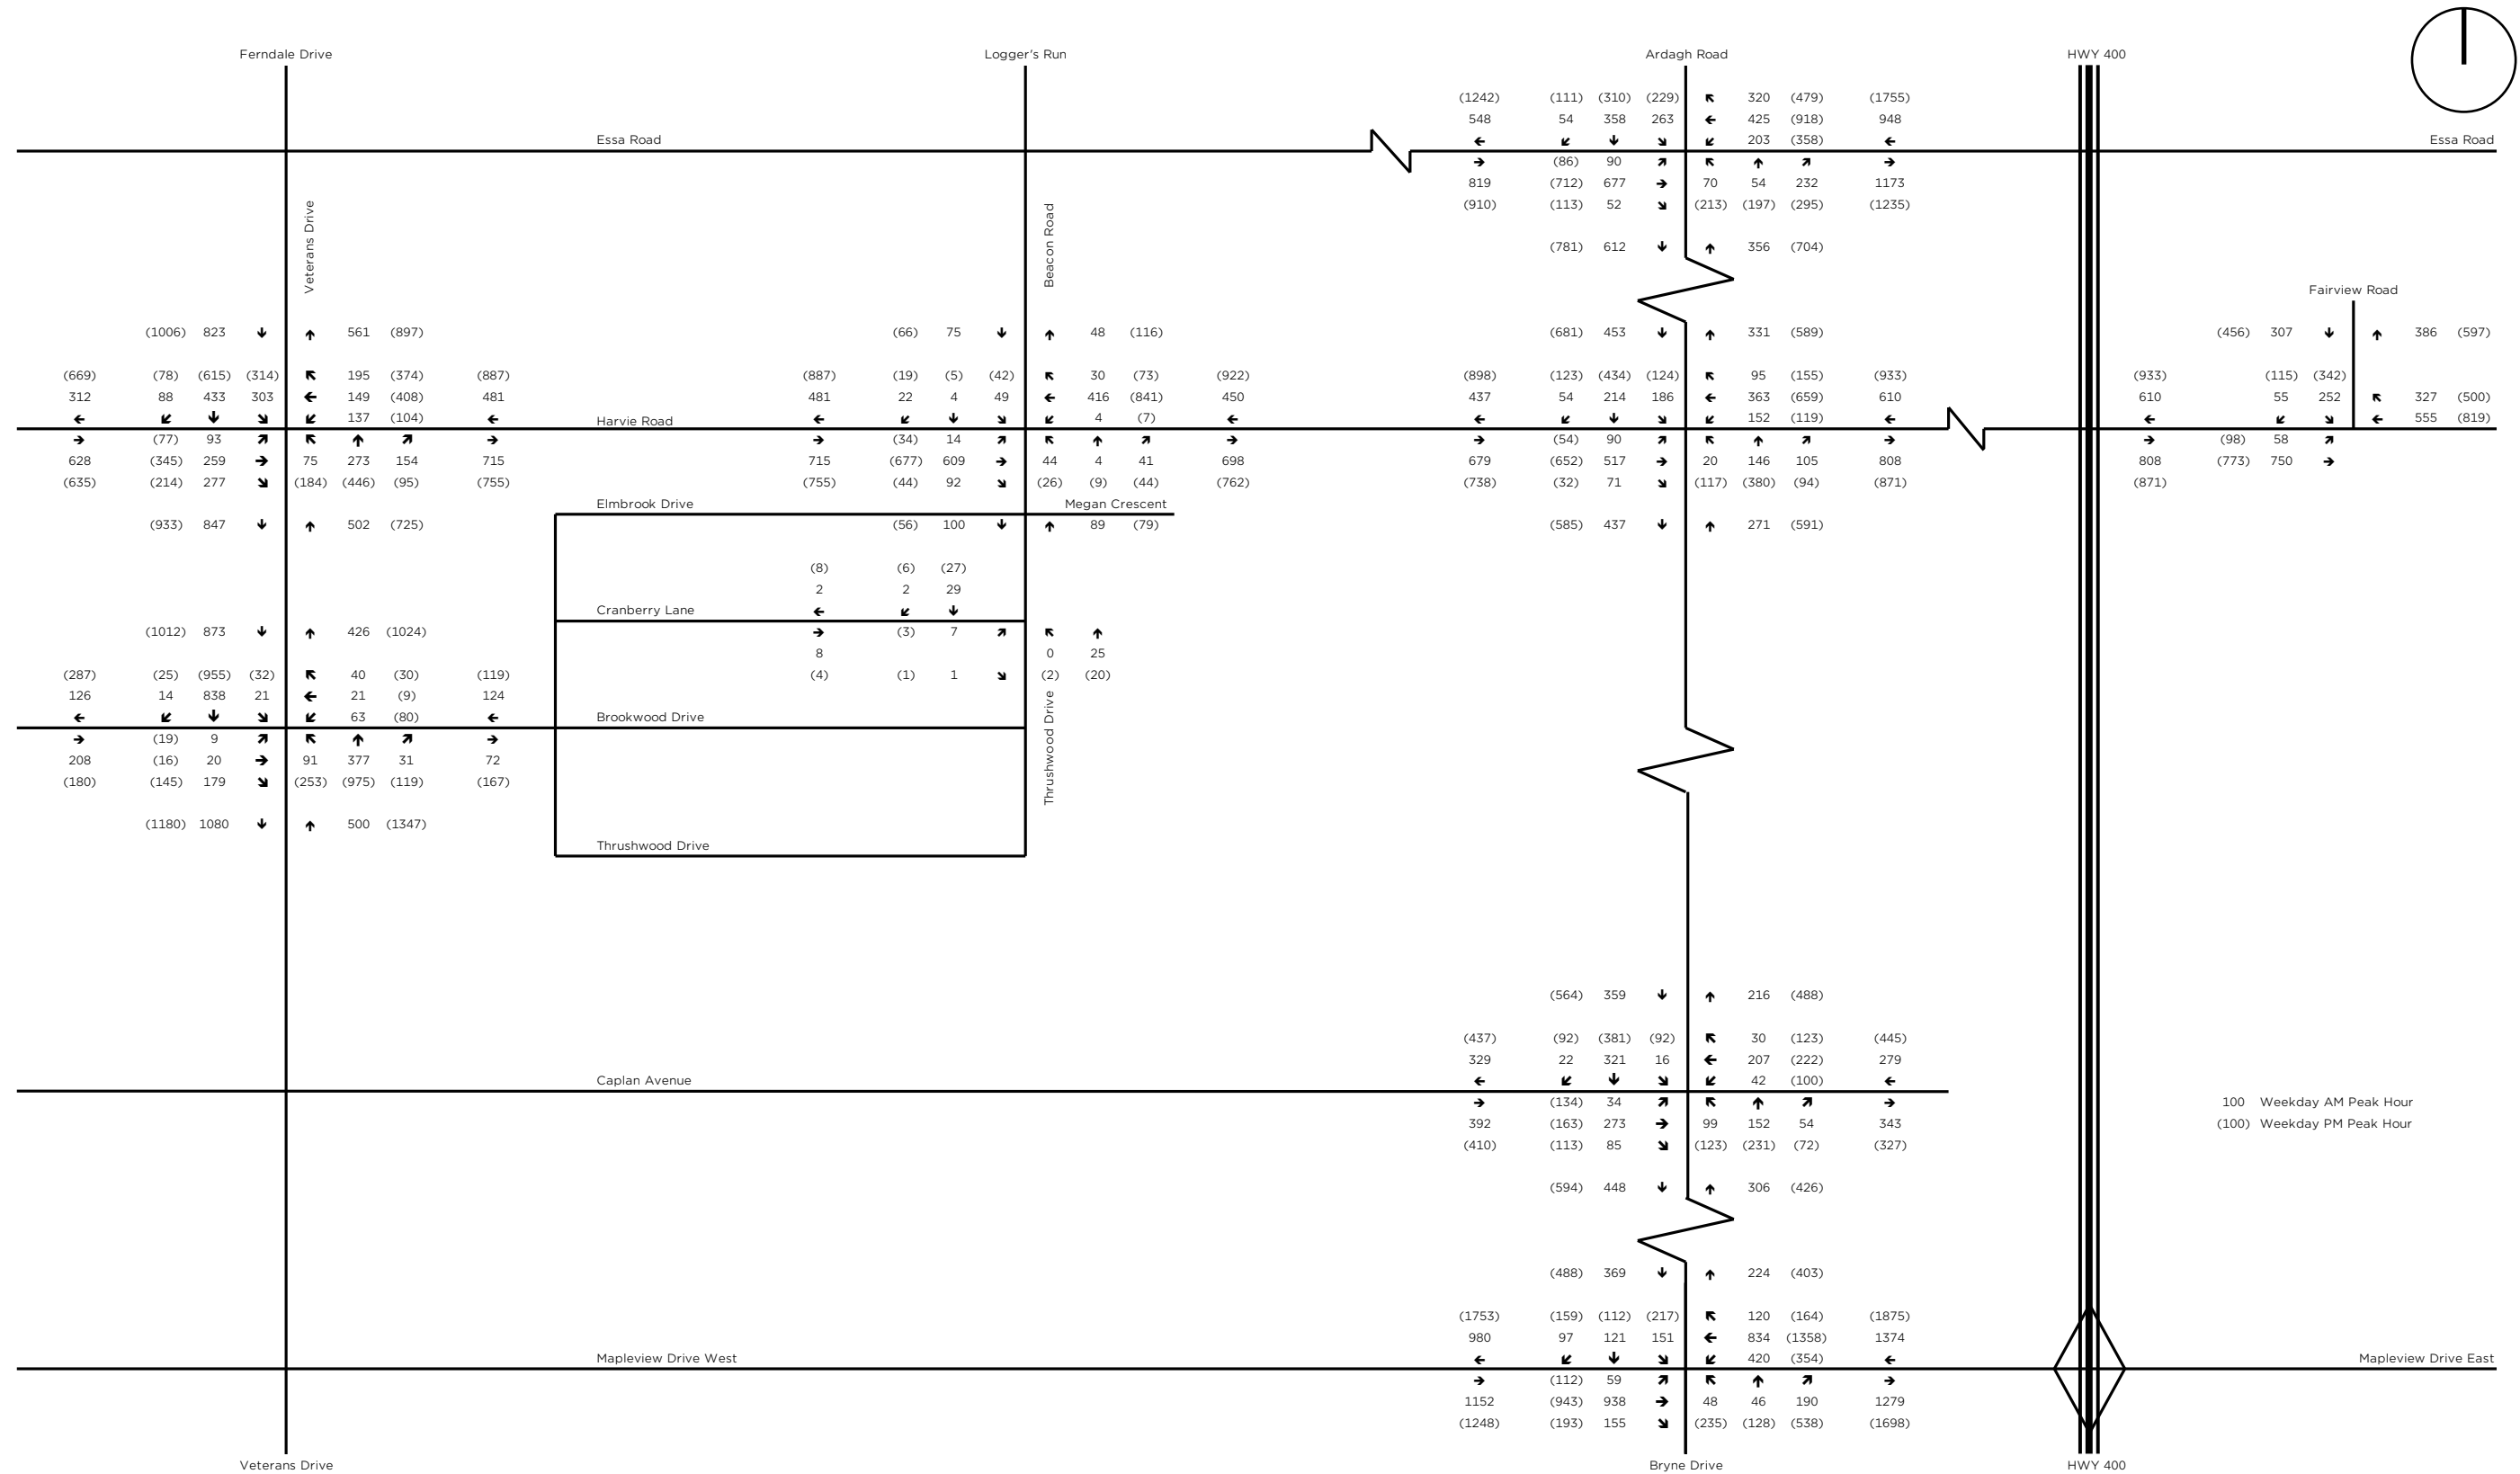 Ferndale Drive Logger's Run Ardagh Road HWY 400
(1242) (111) (310) (229) 320 (479) (1755)
548 54 358 263 425 (918) 948
Essa Road 203 (358) Essa Road
(86) 90
819 (712) 677 70 54 232 1173
(910) (113) 52 (213) (197) (295) (1235)
Veterans Drive
Beacon Road
(781) 612 356 (704)
Fairview Road
(1006) 823 561 (897) (66) 75 48 (116) (681) 453 331 (589) (456) 307 386 (597)
(669) (78) (615) (314) 195 (374) (887) (887) (19) (5) (42) 30 (73) (922) (898) (123) (434) (124) 95 (155) (933) (933) (115) (342)
312 88 433 303 149 (408) 481 481 22 4 49 416 (841) 450 437 54 214 186 363 (659) 610 610 55 252 327 (500)
137 (104) Harvie Road 4 (7) 152 (119) 555 (819)
(77) 93 (34) 14 (54) 90 (98) 58
628 (345) 259 75 273 154 715 715 (677) 609 44 4 41 698 679 (652) 517 20 146 105 808 808 (773) 750
(635) (214) 277 (184) (446) (95) (755) (755) (44) 92 (26) (9) (44) (762) (738) (32) 71 (117) (380) (94) (871) (871)
Elmbrook Drive Megan Crescent
(933) 847 502 (725) (56) 100 89 (79) (585) 437 271 (591)
(8) (6) (27)
2 2 29
Cranberry Lane
(1012) 873 426 (1024) (3) 7
8 0 25
(287) (25) (955) (32) 40 (30) (119) (4) (1) 1 (2) (20)
126 14 838 21 21 (9) 124
63 (80) Brookwood Drive
Thrushwood Drive
(19) 9
208 (16) 20 91 377 31 72
(180) (145) 179 (253) (975) (119) (167)
(1180) 1080 500 (1347)
Thrushwood Drive
(564) 359 216 (488)
(437) (92) (381) (92) 30 (123) (445)
329 22 321 16 207 (222) 279
Caplan Avenue 42 (100)
(134) 34 100 Weekday AM Peak Hour
392 (163) 273 99 152 54 343 (100) Weekday PM Peak Hour
(410) (113) 85 (123) (231) (72) (327)
(594) 448 306 (426)
(488) 369 224 (403)
(1753) (159) (112) (217) 120 (164) (1875)
980 97 121 151 834 (1358) 1374
Mapleview Drive West 420 (354) Mapleview Drive East
(112) 59
1152 (943) 938 48 46 190 1279
(1248) (193) 155 (235) (128) (538) (1698)
Veterans Drive Bryne Drive HWY 400